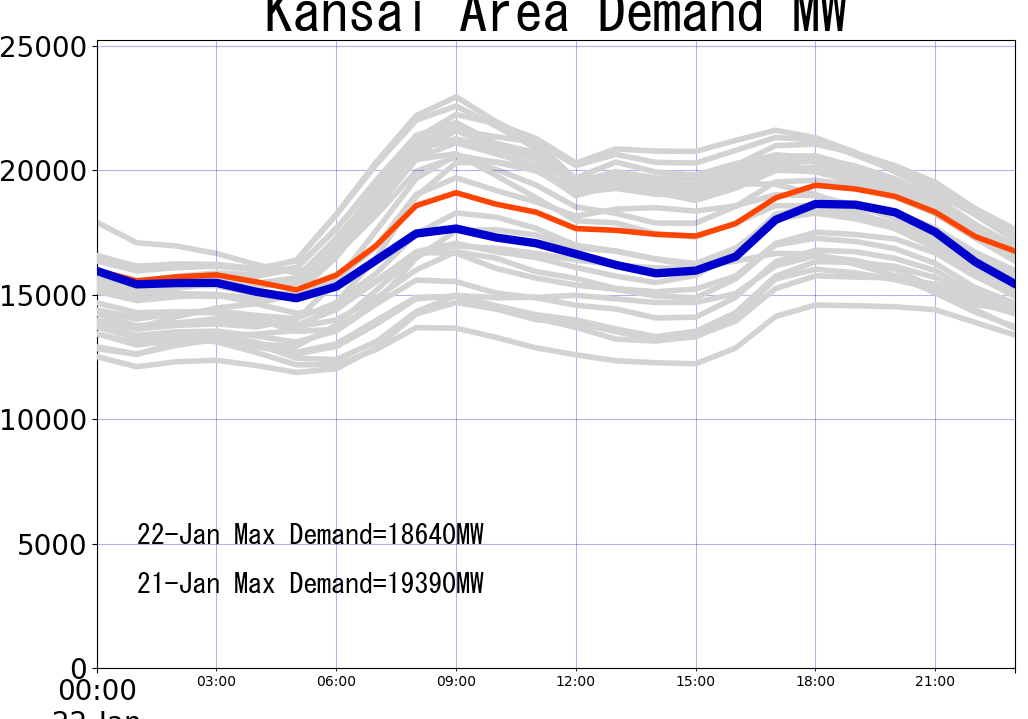 Kansai Area Demand MW
25000
20000
15000
10000
5000
0
22-Jan Max Demand=18640MW
21-Jan Max Demand=19390MW
00:00 03:00 06:00 09:00 12:00 15:00 18:00 21:00
22-Jan